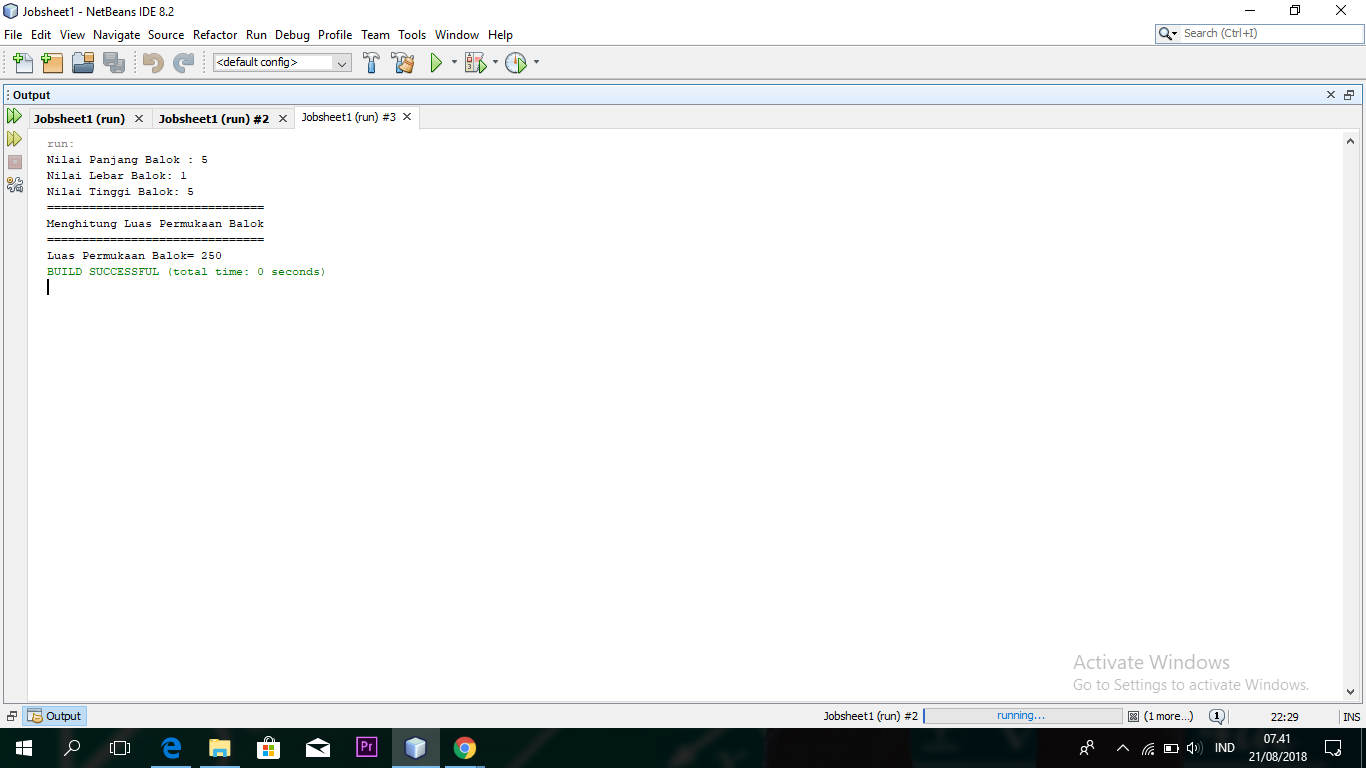 Jobsheet1 - NetBeans IDE 8.2
File Edit View Navigate Source Refactor Run Debug Profile Team Tools Window Help
Search (Ctrl+I)
<default config>
Output
Jobsheet1 (run) Jobsheet1 (run) #2 Jobsheet1 (run) #3
run:
Nilai Panjang Balok : 5
Nilai Lebar Balok: 1
Nilai Tinggi Balok: 5
===============================
Menghitung Luas Permukaan Balok
===============================
Luas Permukaan Balok= 250
BUILD SUCCESSFUL (total time: 0 seconds)
Activate Windows
Go to Settings to activate Windows.
Output Jobsheet1 (run) #2 running... (1 more...) 1 22:29 INS
Pr IND 07.41
21/08/2018